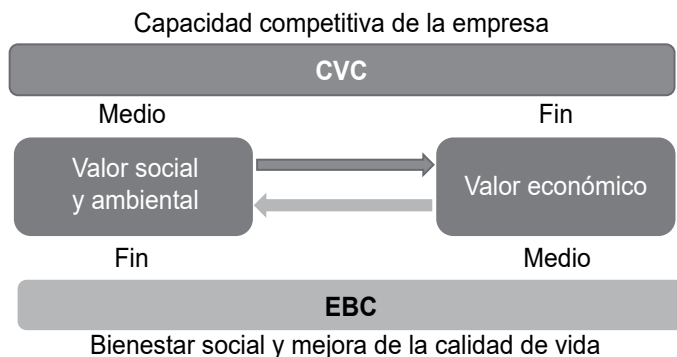 Capacidad competitiva de la empresa
CVC
Medio Fin
Valor social
y ambiental
Valor económico
Fin Medio
EBC
Bienestar social y mejora de la calidad de vida